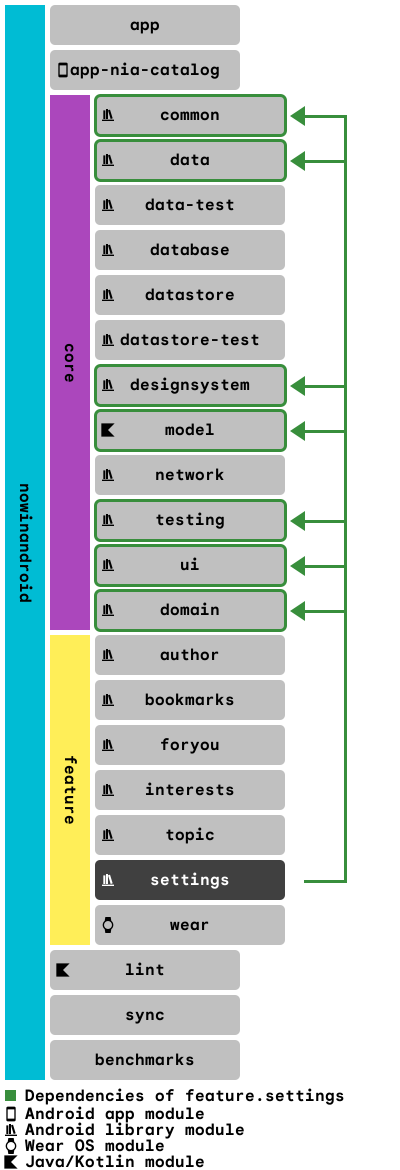 app
app-nia-catalog
common
data
data-test
database
datastore
datastore-test
core
designsystem
model
network
nowinandroid
testing
ui
domain
author
bookmarks
foryou
feature
interests
topic
settings
wear
lint
sync
benchmarks
Dependencies of feature.settings
Android app module
Android library module
Wear OS module
Java/Kotlin module